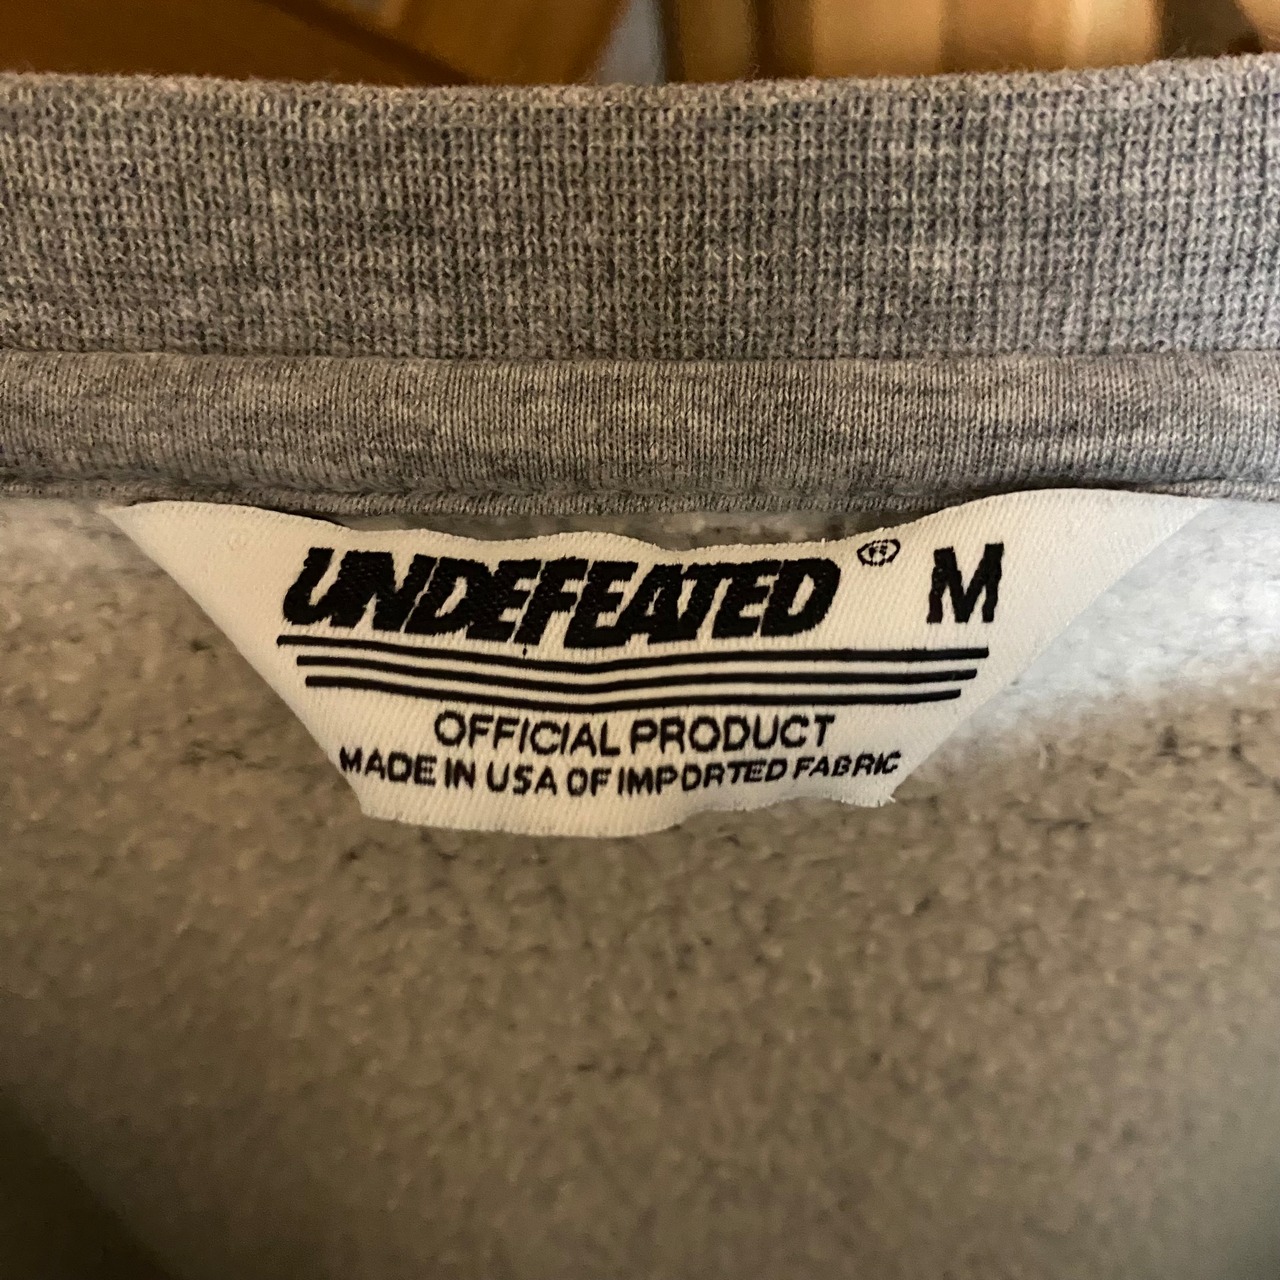 UNDEFEATED® M
OFFICIAL PRODUCT
MADE IN USA OF IMPORTED FABRIC